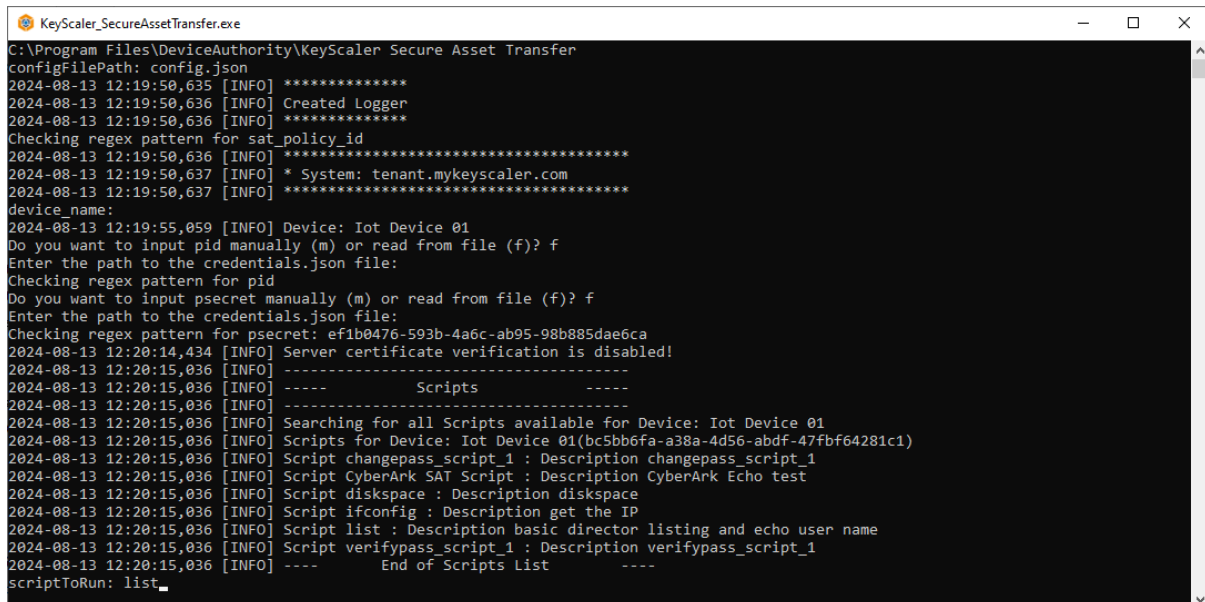 KeyScaler_SecureAssetTransfer.exe
C:\Program Files\DeviceAuthority\KeyScaler Secure Asset Transfer
configFilePath: config.json
2024-08-13 12:19:50,635 [INFO] **************
2024-08-13 12:19:50,636 [INFO] Created Logger
2024-08-13 12:19:50,636 [INFO] **************
Checking regex pattern for sat_policy_id
2024-08-13 12:19:50,636 [INFO] ***************************************
2024-08-13 12:19:50,637 [INFO] * System: tenant.mykeyscaler.com
2024-08-13 12:19:50,637 [INFO] ***************************************
device_name:
2024-08-13 12:19:55,059 [INFO] Device: Iot Device 01
Do you want to input pid manually (m) or read from file (f)? f
Enter the path to the credentials.json file:
Checking regex pattern for pid
Do you want to input psecret manually (m) or read from file (f)? f
Enter the path to the credentials.json file:
Checking regex pattern for psecret: ef1b0476-593b-4a6c-ab95-98b885dae6ca
2024-08-13 12:20:14,434 [INFO] Server certificate verification is disabled!
2024-08-13 12:20:15,036 [INFO] ---------------------------------------
2024-08-13 12:20:15,036 [INFO] -----          Scripts            -----
2024-08-13 12:20:15,036 [INFO] ---------------------------------------
2024-08-13 12:20:15,036 [INFO] Searching for all Scripts available for Device: Iot Device 01
2024-08-13 12:20:15,036 [INFO] Scripts for Device: Iot Device 01(bc5bb6fa-a38a-4d56-abdf-47fbf64281c1)
2024-08-13 12:20:15,036 [INFO] Script changepass_script_1 : Description changepass_script_1
2024-08-13 12:20:15,036 [INFO] Script CyberArk SAT Script : Description CyberArk Echo test
2024-08-13 12:20:15,036 [INFO] Script diskspace : Description diskspace
2024-08-13 12:20:15,036 [INFO] Script ifconfig : Description get the IP
2024-08-13 12:20:15,036 [INFO] Script list : Description basic director listing and echo user name
2024-08-13 12:20:15,036 [INFO] Script verifypass_script_1 : Description verifypass_script_1
2024-08-13 12:20:15,036 [INFO] ----      End of Scripts List      ----
scriptToRun: list